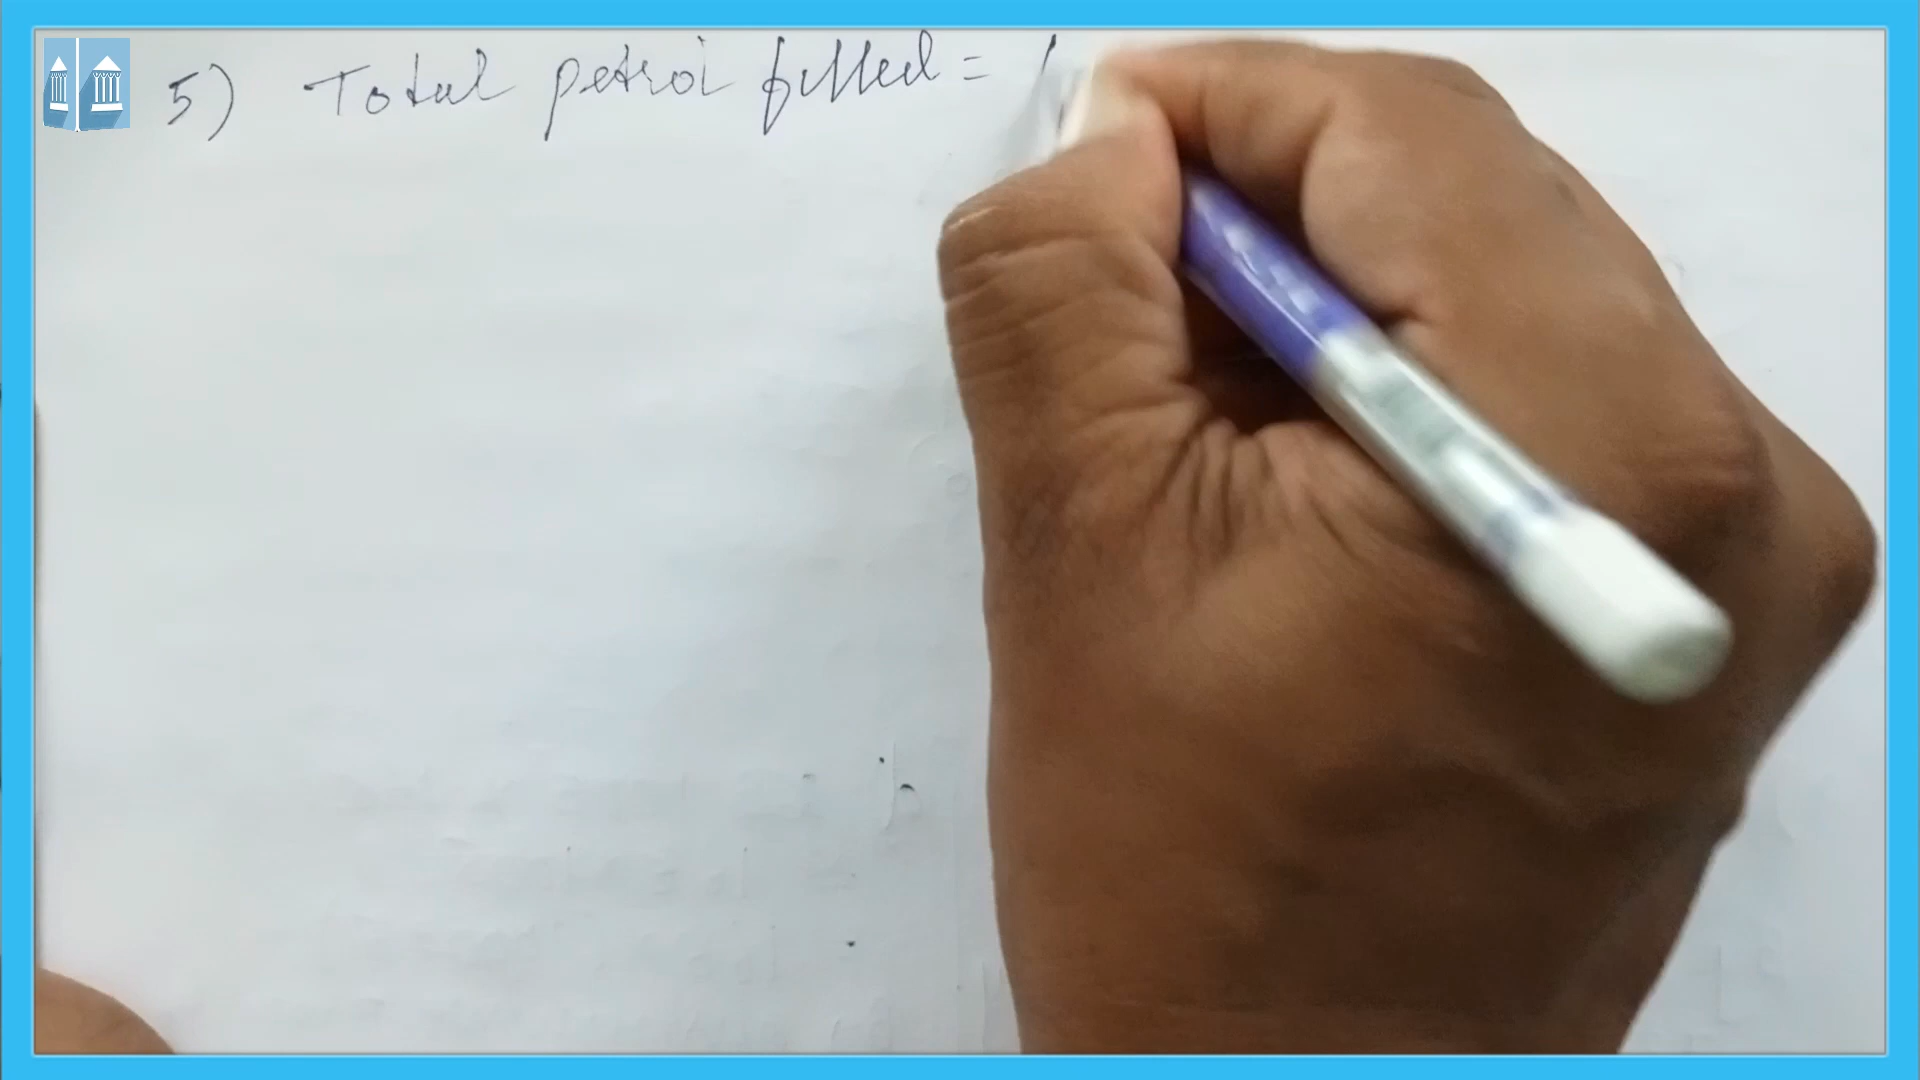 5) Total petrol filled =